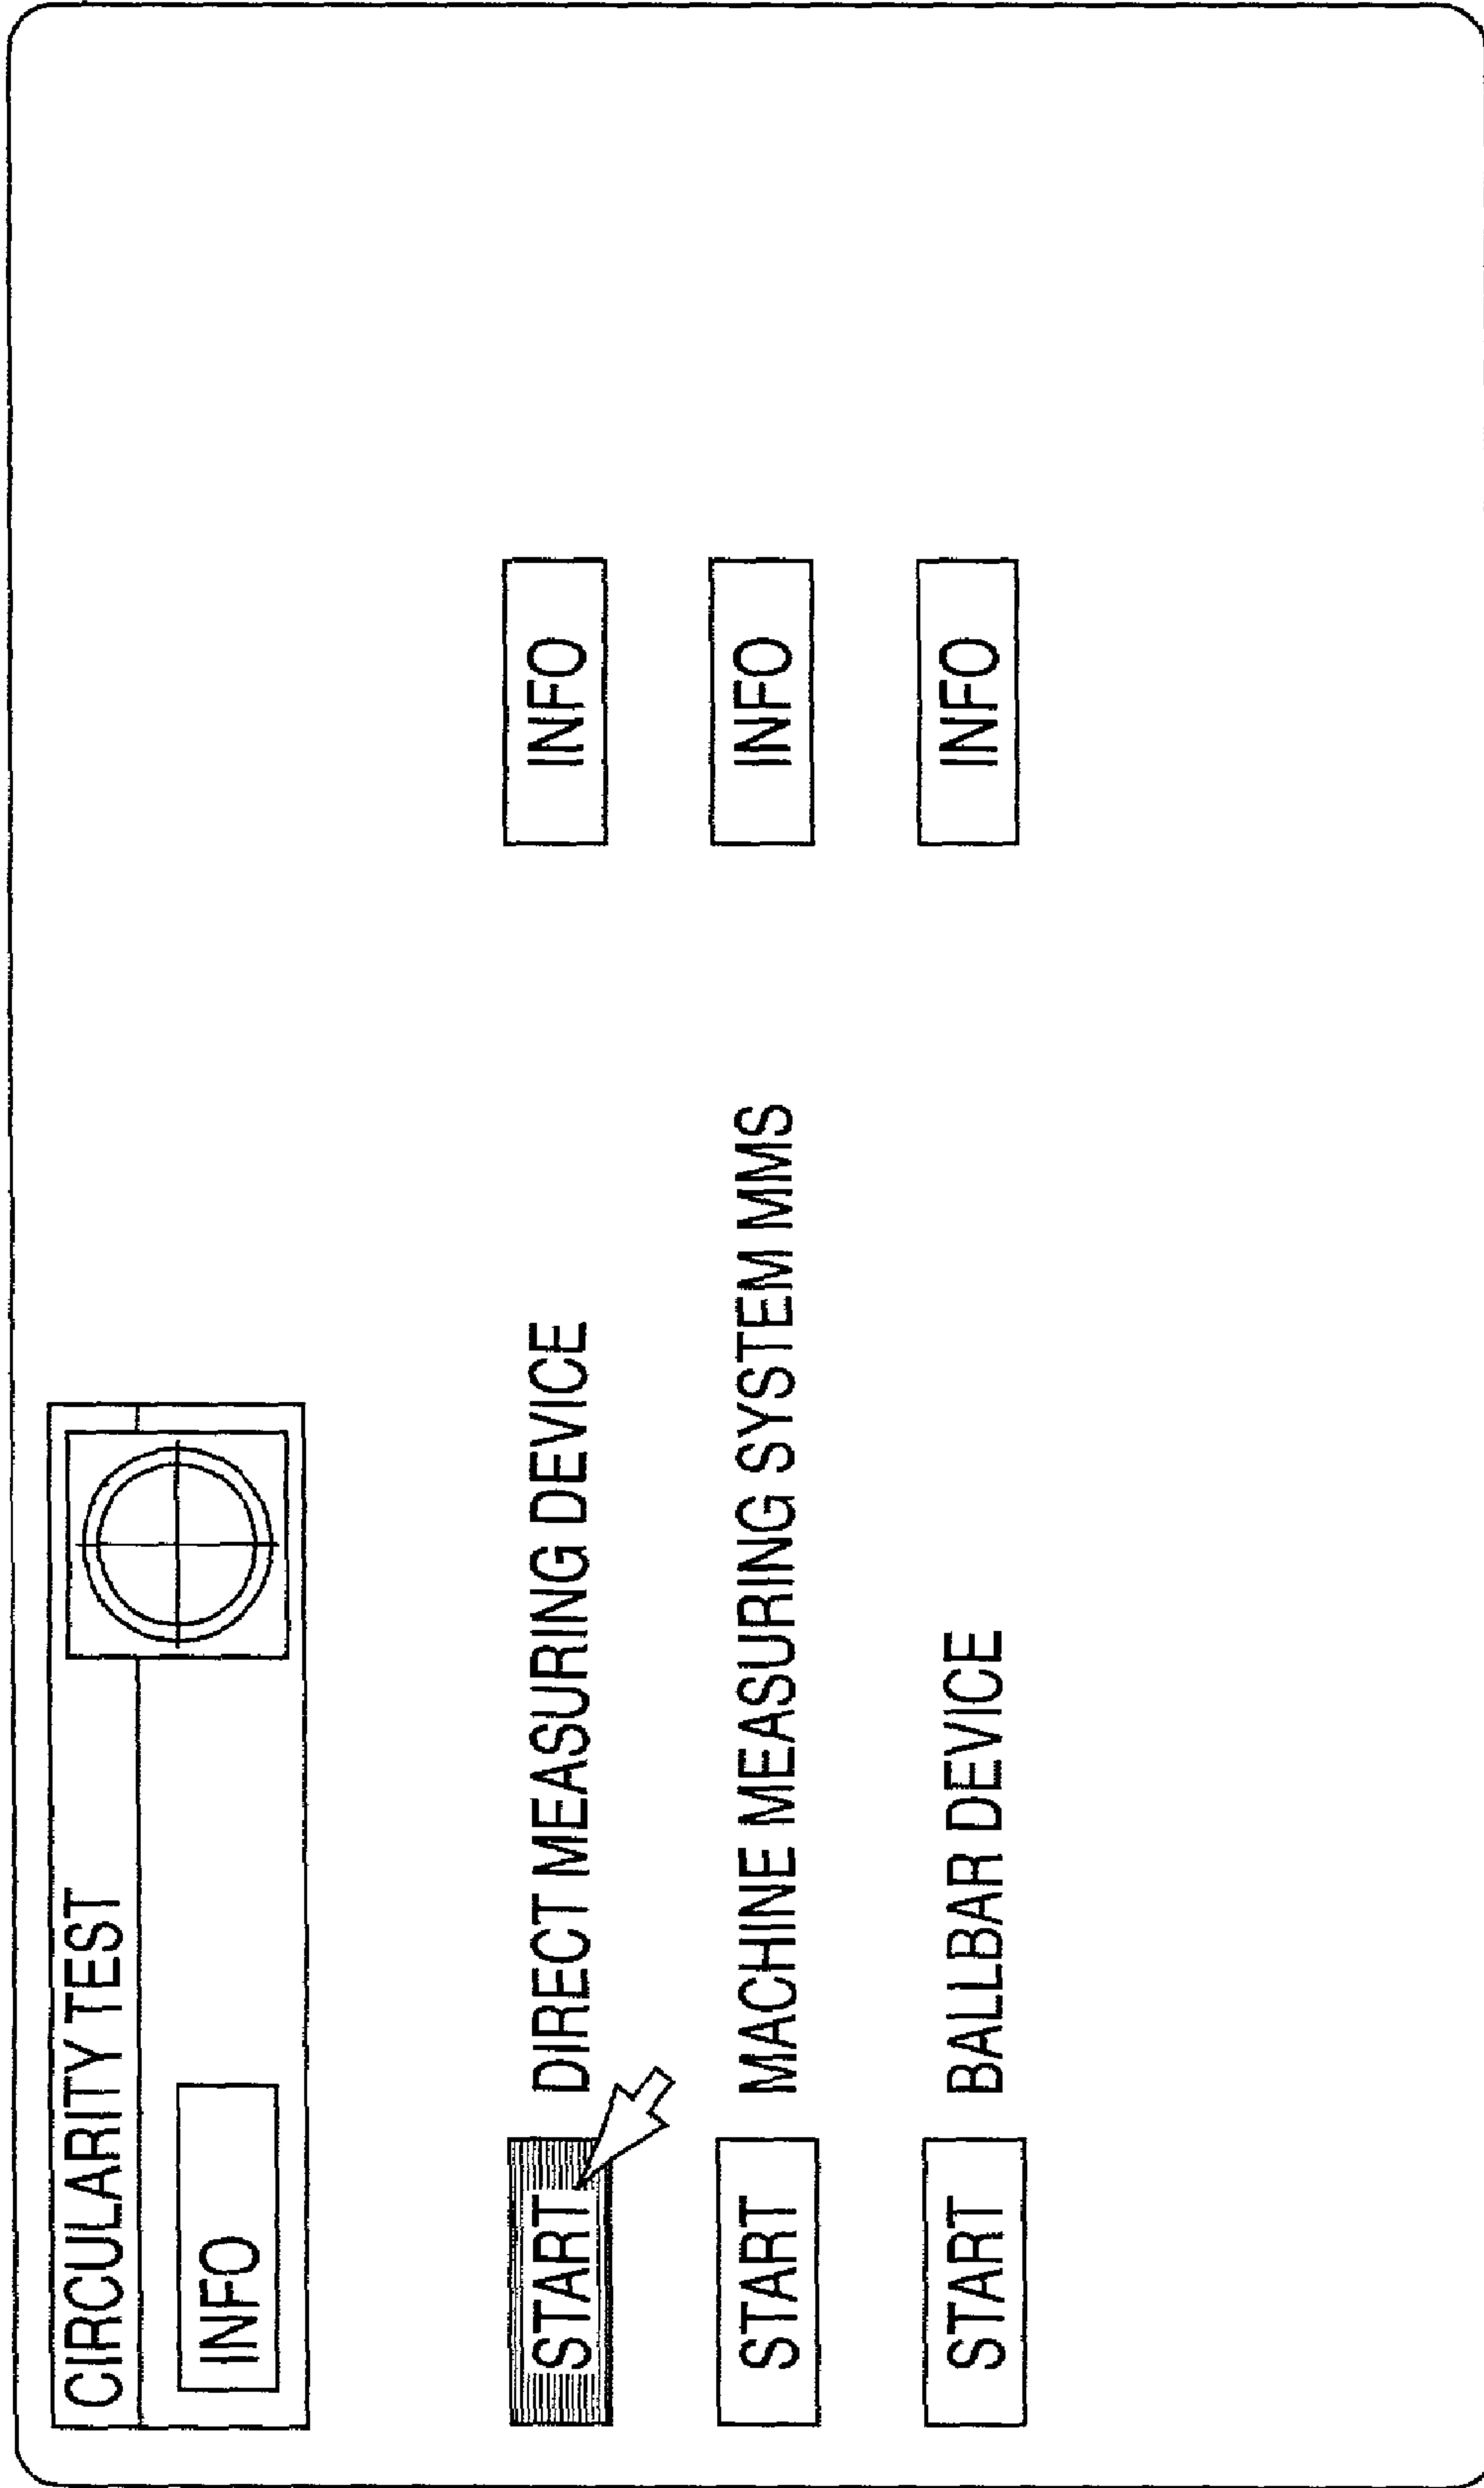 CIRCULARITY TEST
INFO
START DIRECT MEASURING DEVICE INFO
START MACHINE MEASURING SYSTEM MMS INFO
START BALLBAR DEVICE INFO